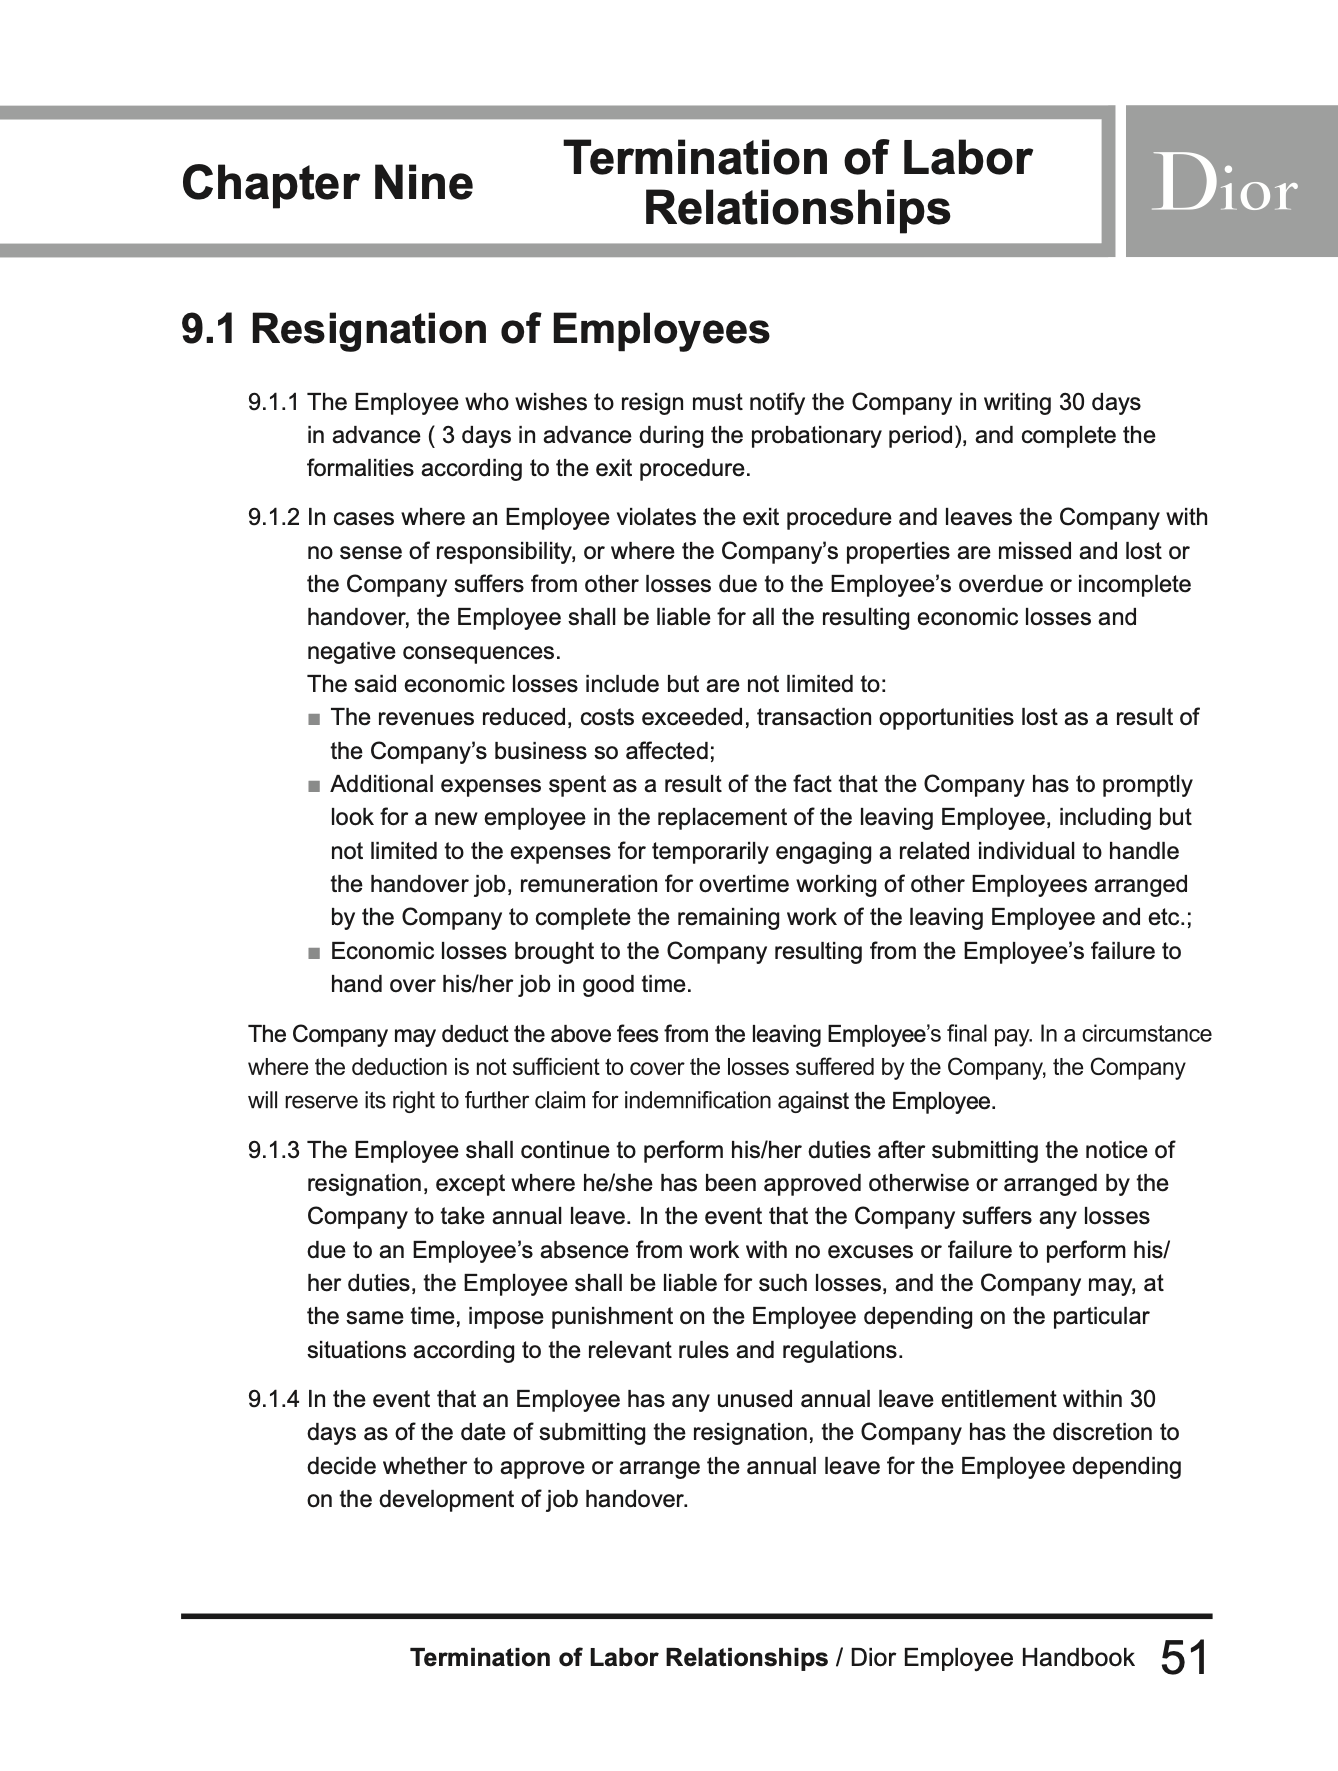 Chapter Nine
Termination of Labor
Relationships
Dior
9.1 Resignation of Employees
9.1.1 The Employee who wishes to resign must notify the Company in writing 30 days
in advance ( 3 days in advance during the probationary period), and complete the
formalities according to the exit procedure.
9.1.2 In cases where an Employee violates the exit procedure and leaves the Company with
no sense of responsibility, or where the Company’s properties are missed and lost or
the Company suffers from other losses due to the Employee’s overdue or incomplete
handover, the Employee shall be liable for all the resulting economic losses and
negative consequences.
The said economic losses include but are not limited to:
■ The revenues reduced, costs exceeded, transaction opportunities lost as a result of
the Company’s business so affected;
■ Additional expenses spent as a result of the fact that the Company has to promptly
look for a new employee in the replacement of the leaving Employee, including but
not limited to the expenses for temporarily engaging a related individual to handle
the handover job, remuneration for overtime working of other Employees arranged
by the Company to complete the remaining work of the leaving Employee and etc.;
■ Economic losses brought to the Company resulting from the Employee’s failure to
hand over his/her job in good time.
The Company may deduct the above fees from the leaving Employee’s final pay. In a circumstance
where the deduction is not sufficient to cover the losses suffered by the Company, the Company
will reserve its right to further claim for indemnification against the Employee.
9.1.3 The Employee shall continue to perform his/her duties after submitting the notice of
resignation, except where he/she has been approved otherwise or arranged by the
Company to take annual leave. In the event that the Company suffers any losses
due to an Employee’s absence from work with no excuses or failure to perform his/
her duties, the Employee shall be liable for such losses, and the Company may, at
the same time, impose punishment on the Employee depending on the particular
situations according to the relevant rules and regulations.
9.1.4 In the event that an Employee has any unused annual leave entitlement within 30
days as of the date of submitting the resignation, the Company has the discretion to
decide whether to approve or arrange the annual leave for the Employee depending
on the development of job handover.
Termination of Labor Relationships / Dior Employee Handbook 51